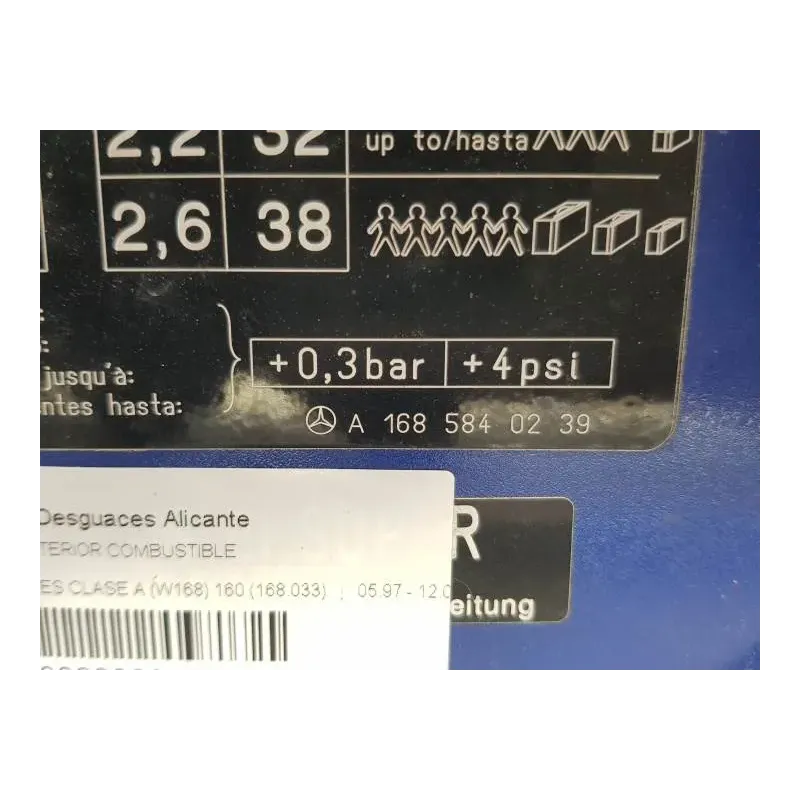 2,2 32 up to/hasta
2,6 38
jusqu'à:
ntes hasta:
+0,3bar +4psi
A 168 584 02 39
Desguaces Alicante
TERIOR COMBUSTIBLE
ES CLASE A (W168) 160 (168.033) | 05.97 - 12.0
R
eitung